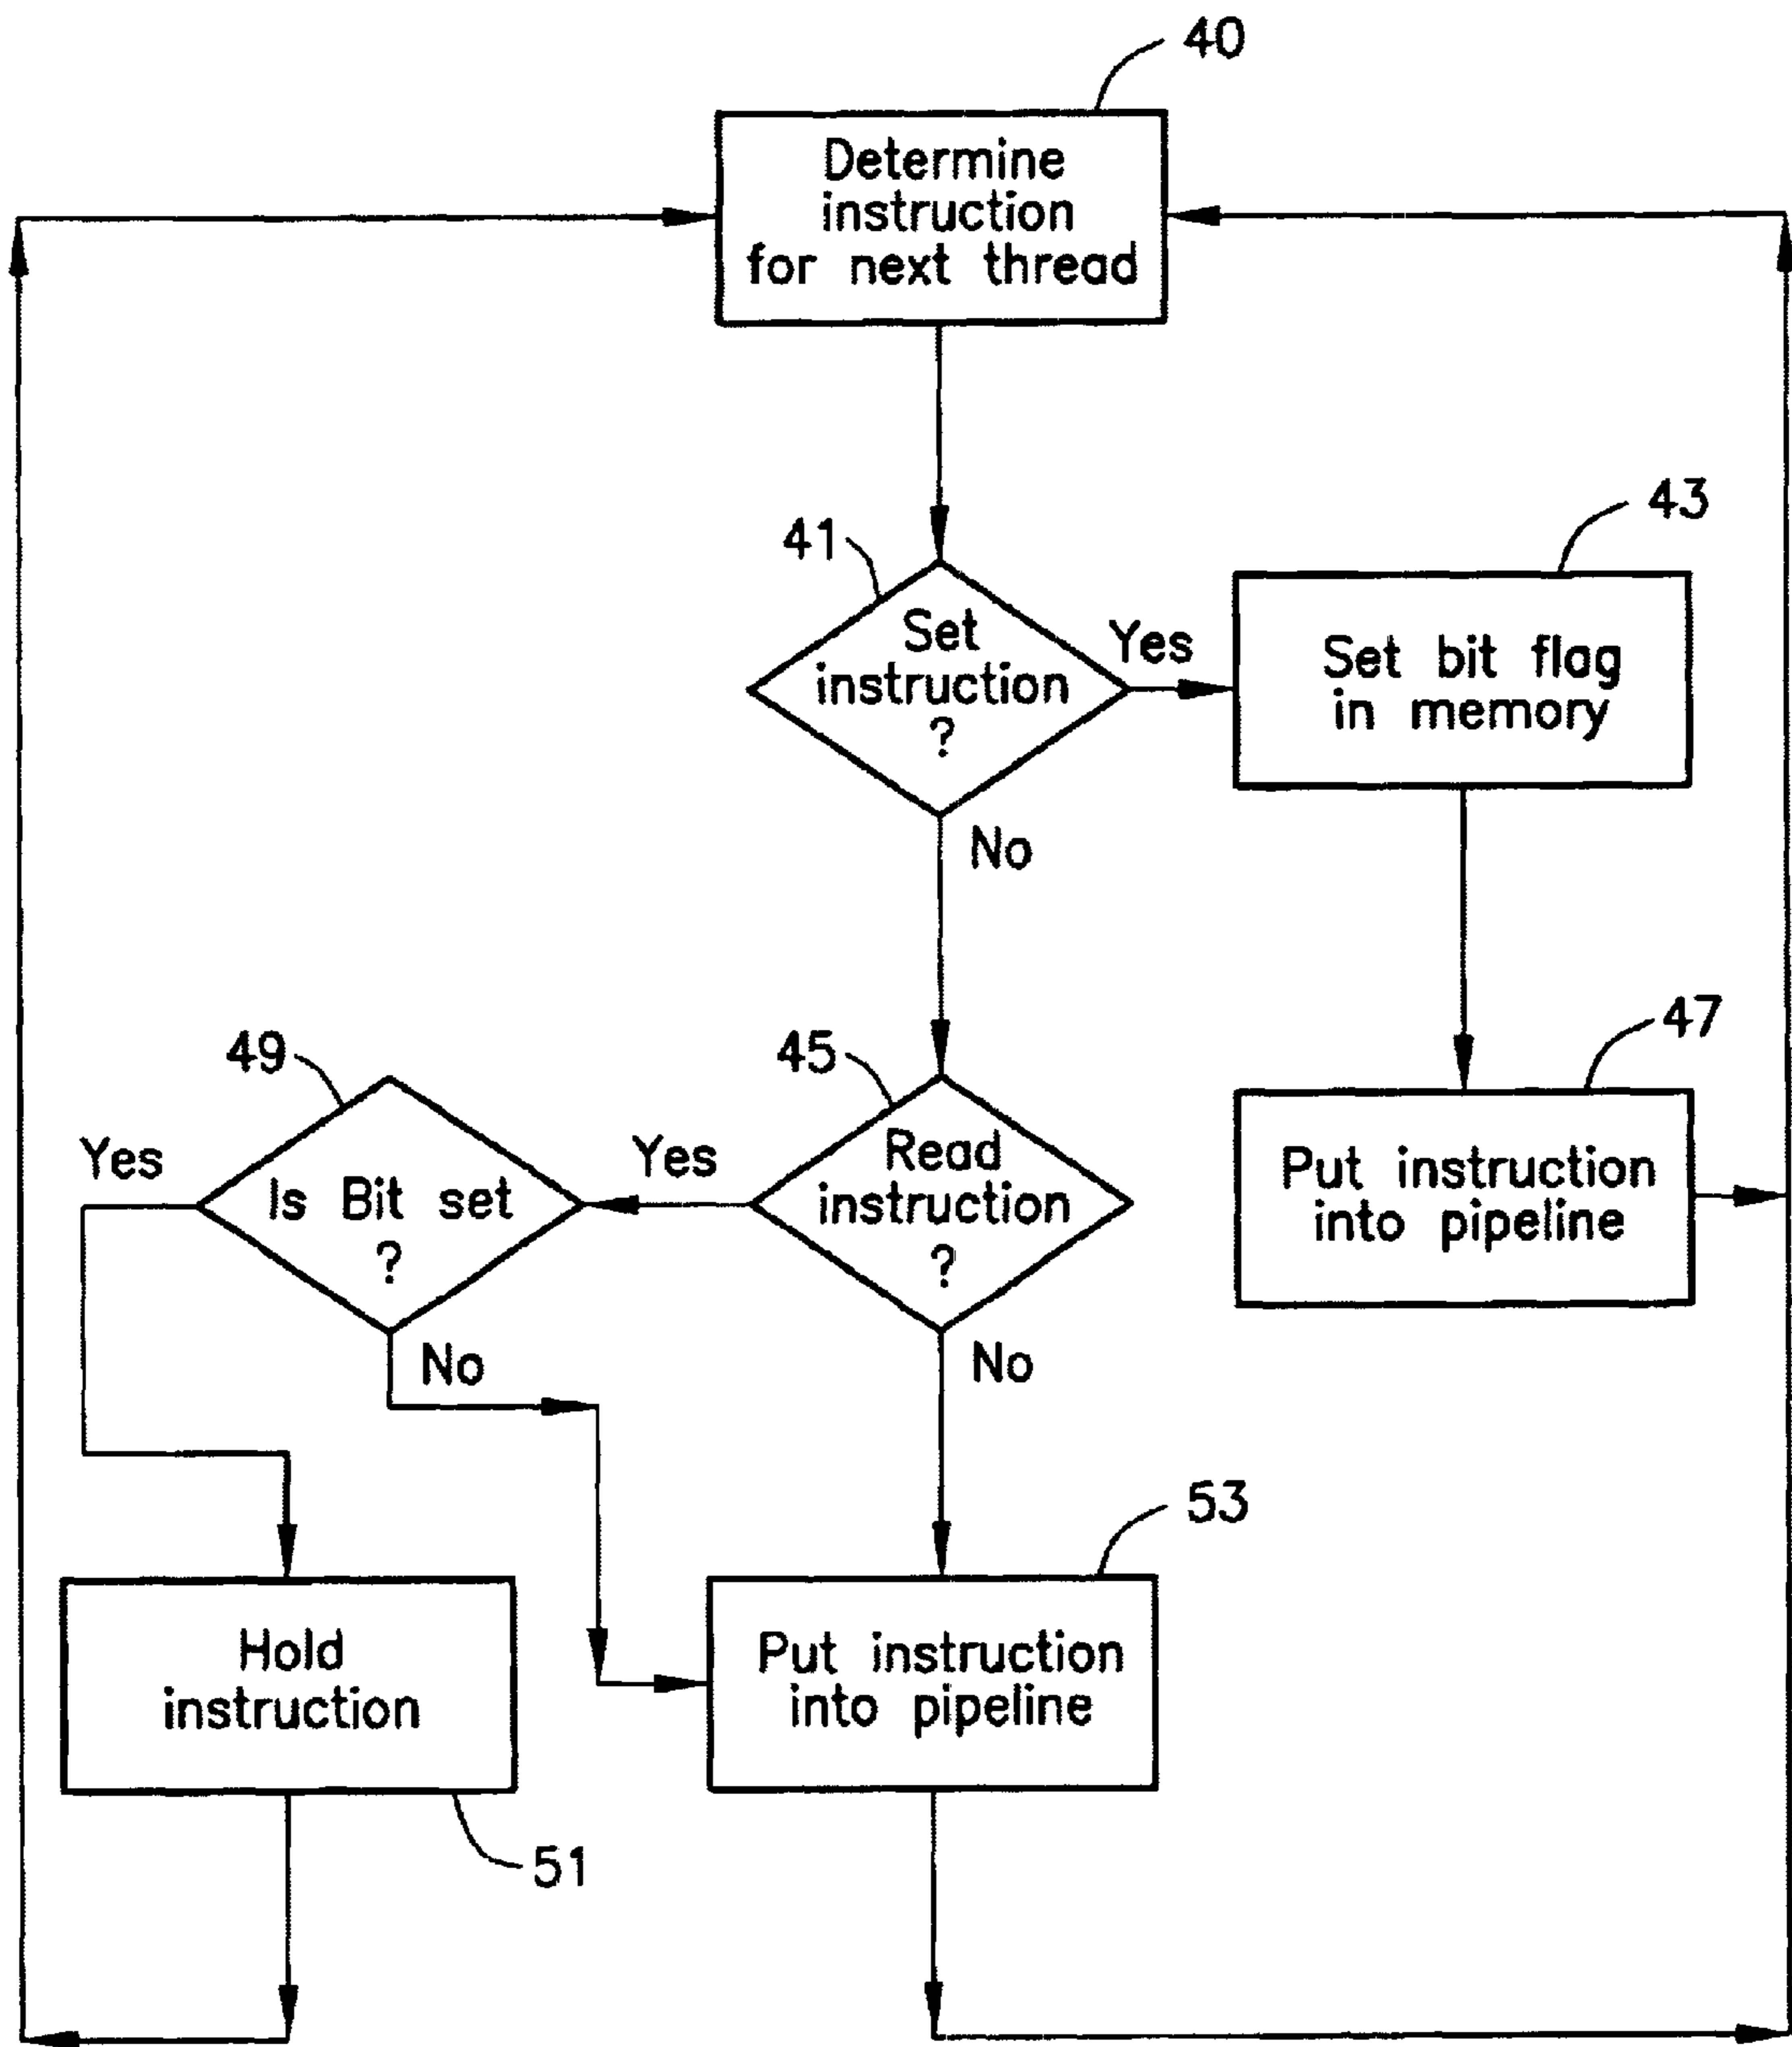 40
Determine
instruction
for next thread
41
Set
instruction
?
Yes
No
43
Set bit flag
in memory
47
Put instruction
into pipeline
45
Read
instruction
?
Yes
No
49
Is Bit set
?
Yes
No
53
Put instruction
into pipeline
Hold
instruction
51